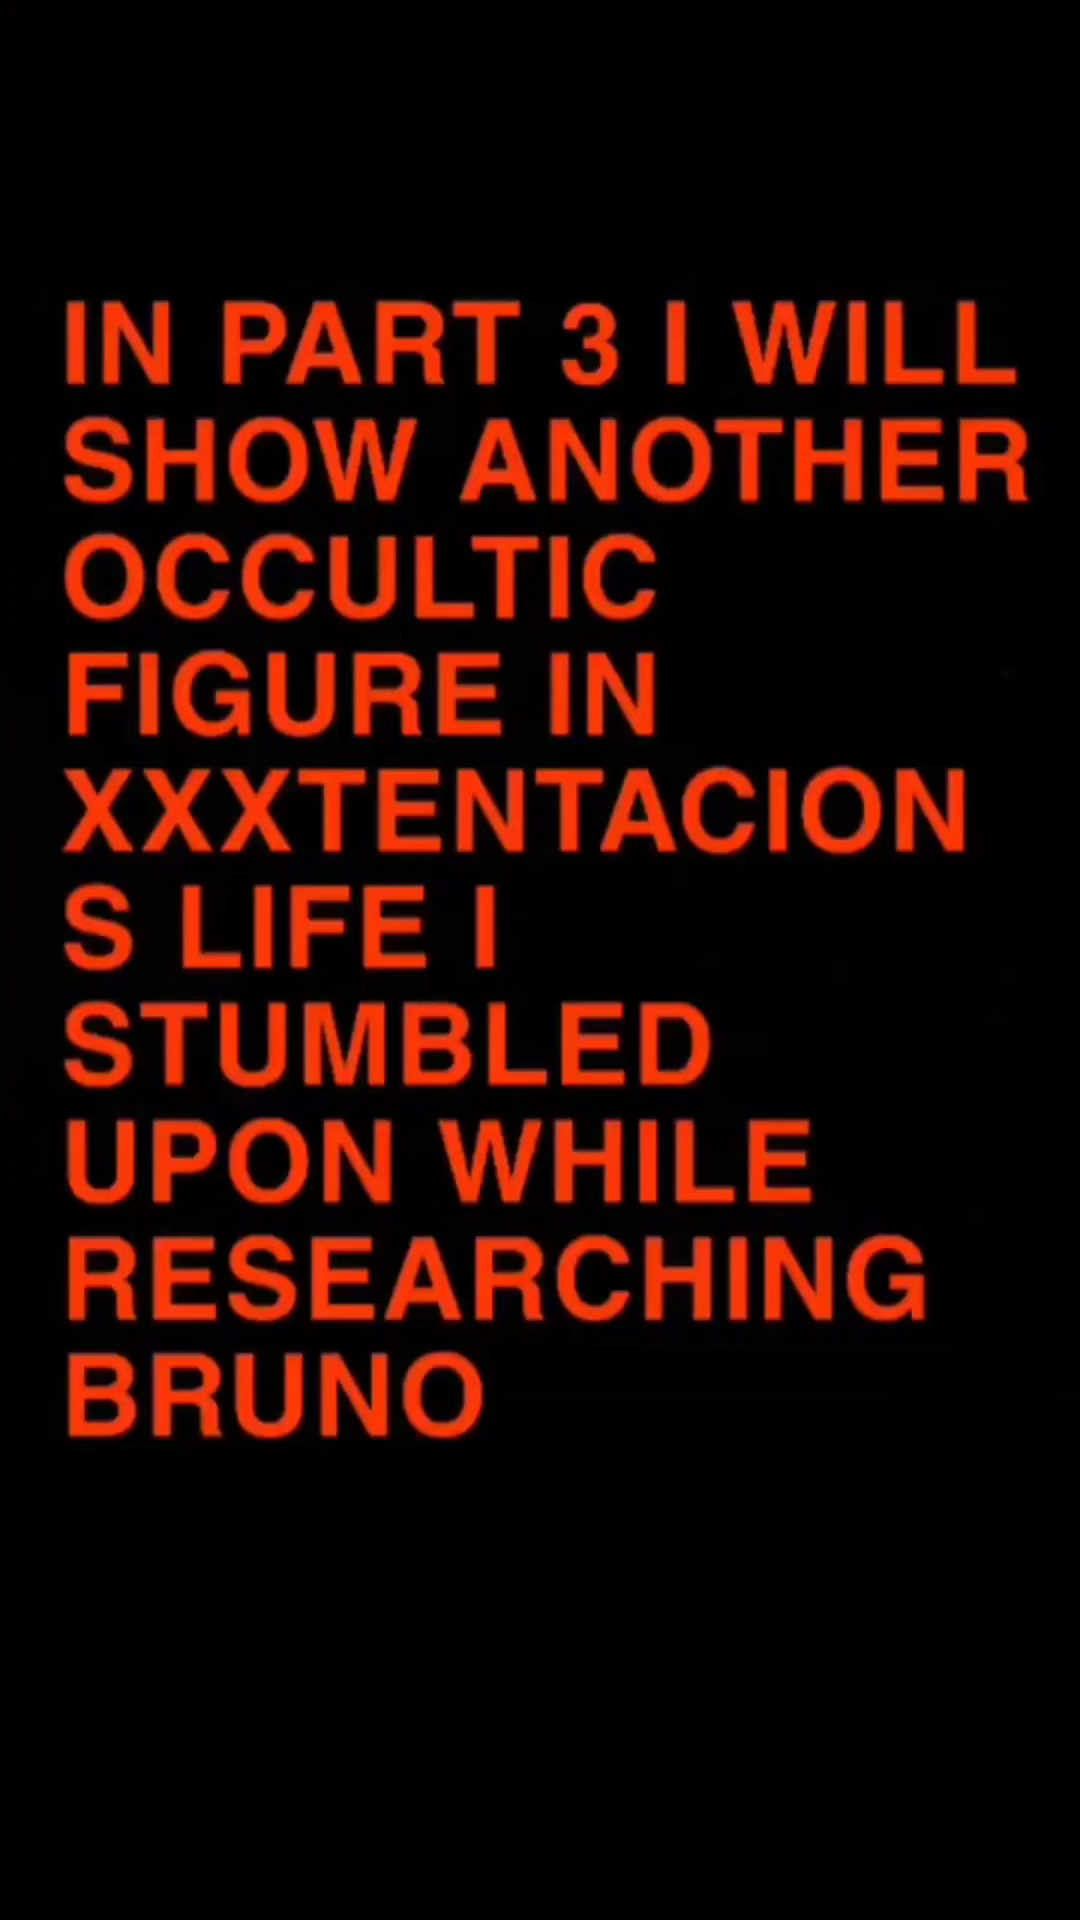 IN PART 3 I WILL
SHOW ANOTHER
OCCULTIC
FIGURE IN
XXXTENTACION
S LIFE I
STUMBLED
UPON WHILE
RESEARCHING
BRUNO